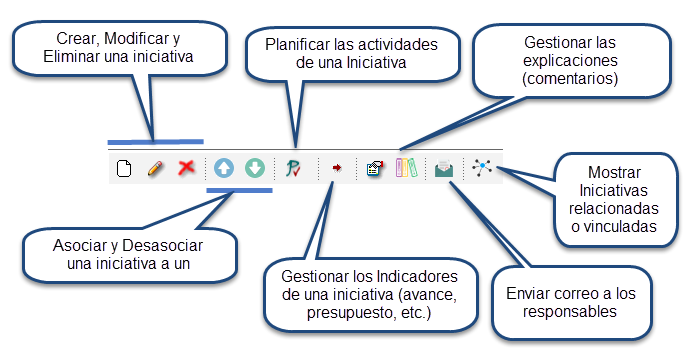 Crear, Modificar y
Eliminar una iniciativa
Planificar las actividades
de una Iniciativa
Gestionar las
explicaciones
(comentarios)
Mostrar
Iniciativas
relacionadas
o vinculadas
Asociar y Desasociar
una iniciativa a un
Gestionar los Indicadores
de una iniciativa (avance,
presupuesto, etc.)
Enviar correo a los
responsables